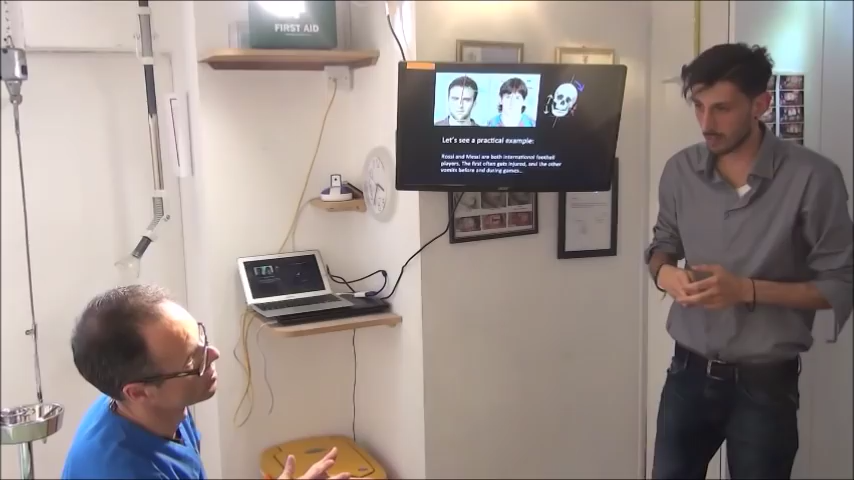 FIRST AID
Let's see a practical example:
Rossi and Messi are both international football
players. The first often gets injured, and the other
vomits before and during games...